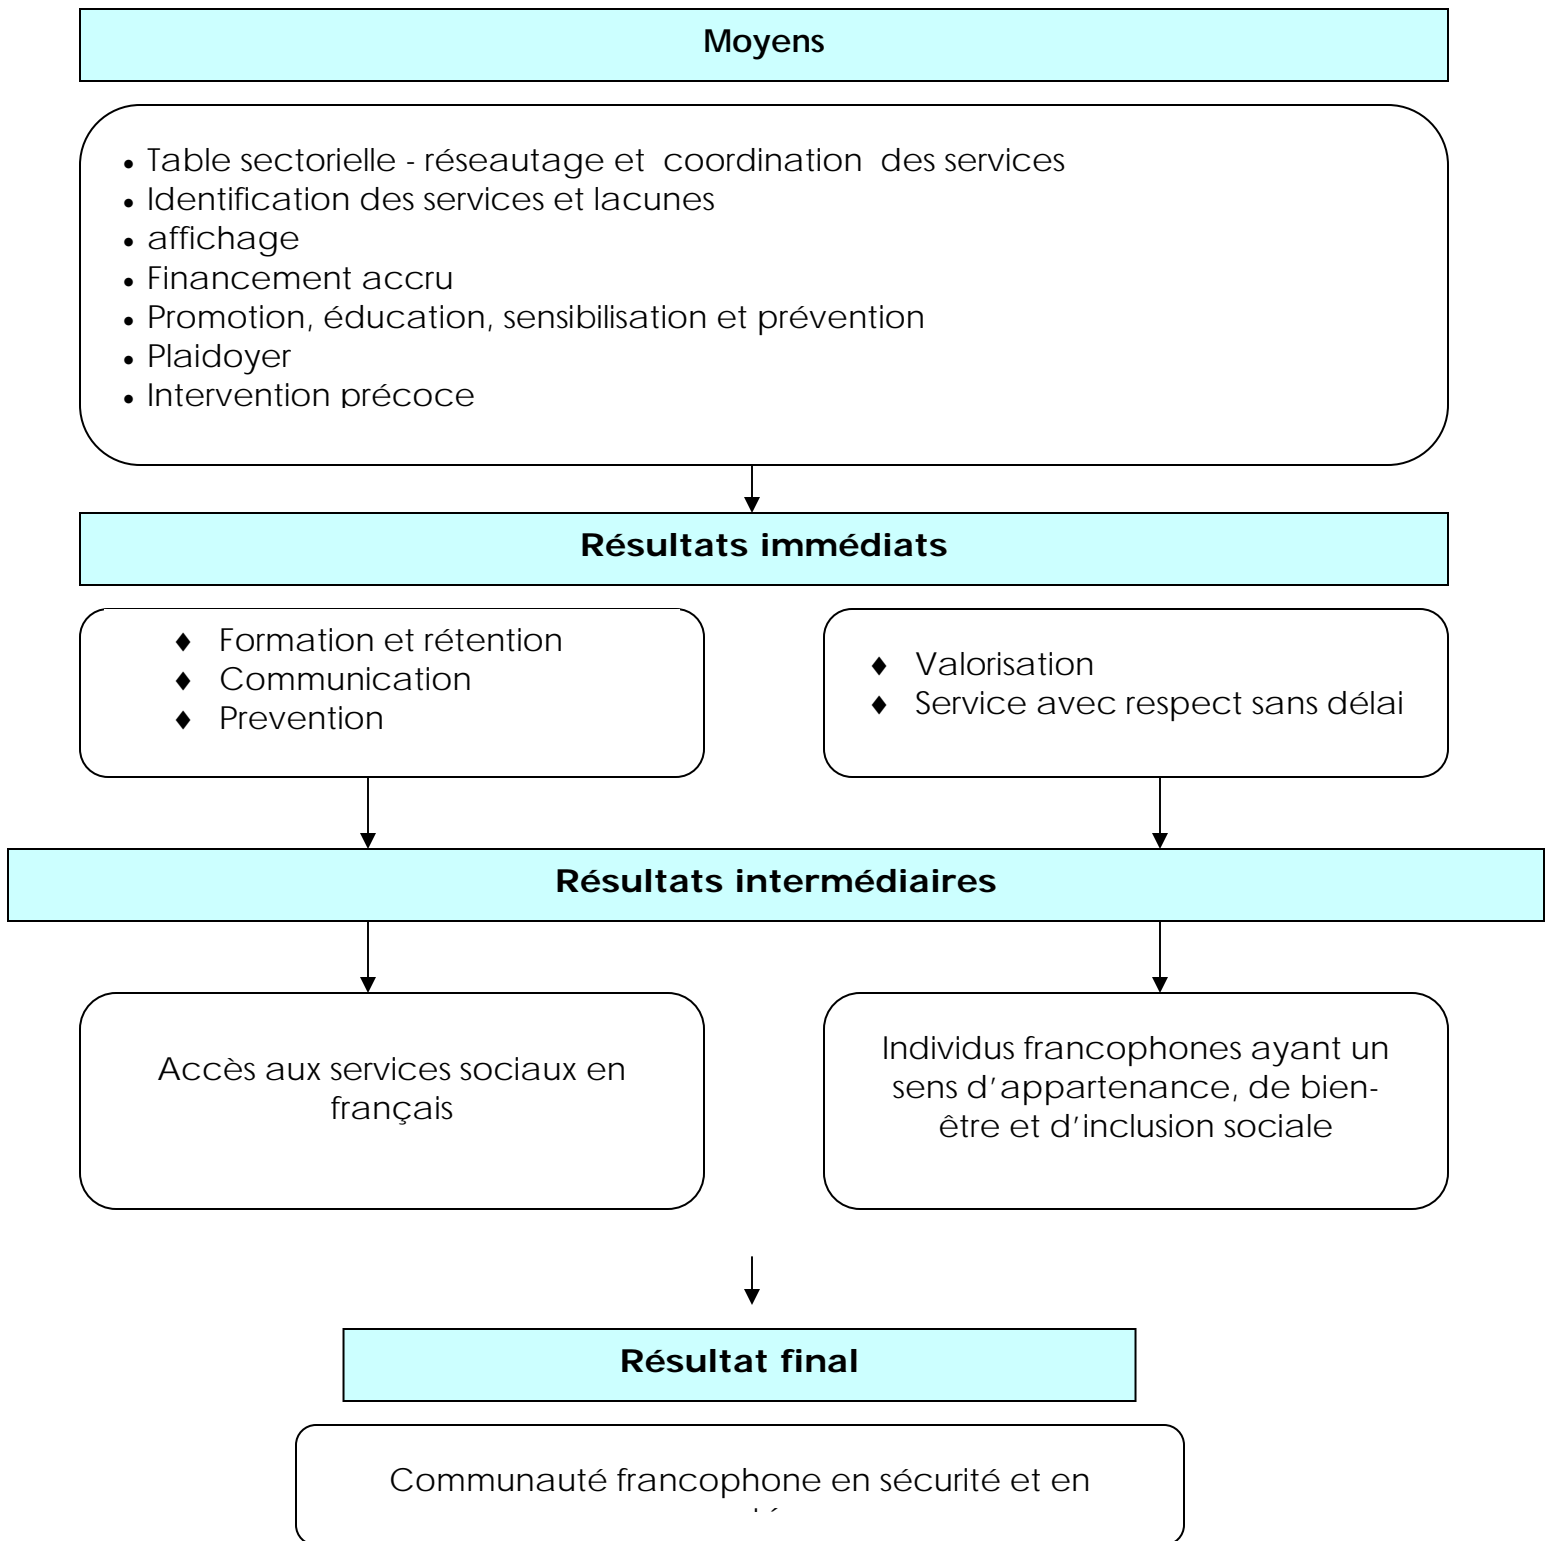 Moyens
• Table sectorielle - réseautage et coordination des services
• Identification des services et lacunes
• affichage
• Financement accru
• Promotion, éducation, sensibilisation et prévention
• Plaidoyer
• Intervention précoce
Résultats immédiats
♦ Formation et rétention
♦ Communication
♦ Prevention
♦ Valorisation
♦ Service avec respect sans délai
Résultats intermédiaires
Accès aux services sociaux en
français
Individus francophones ayant un
sens d’appartenance, de bien-
être et d’inclusion sociale
Résultat final
Communauté francophone en sécurité et en